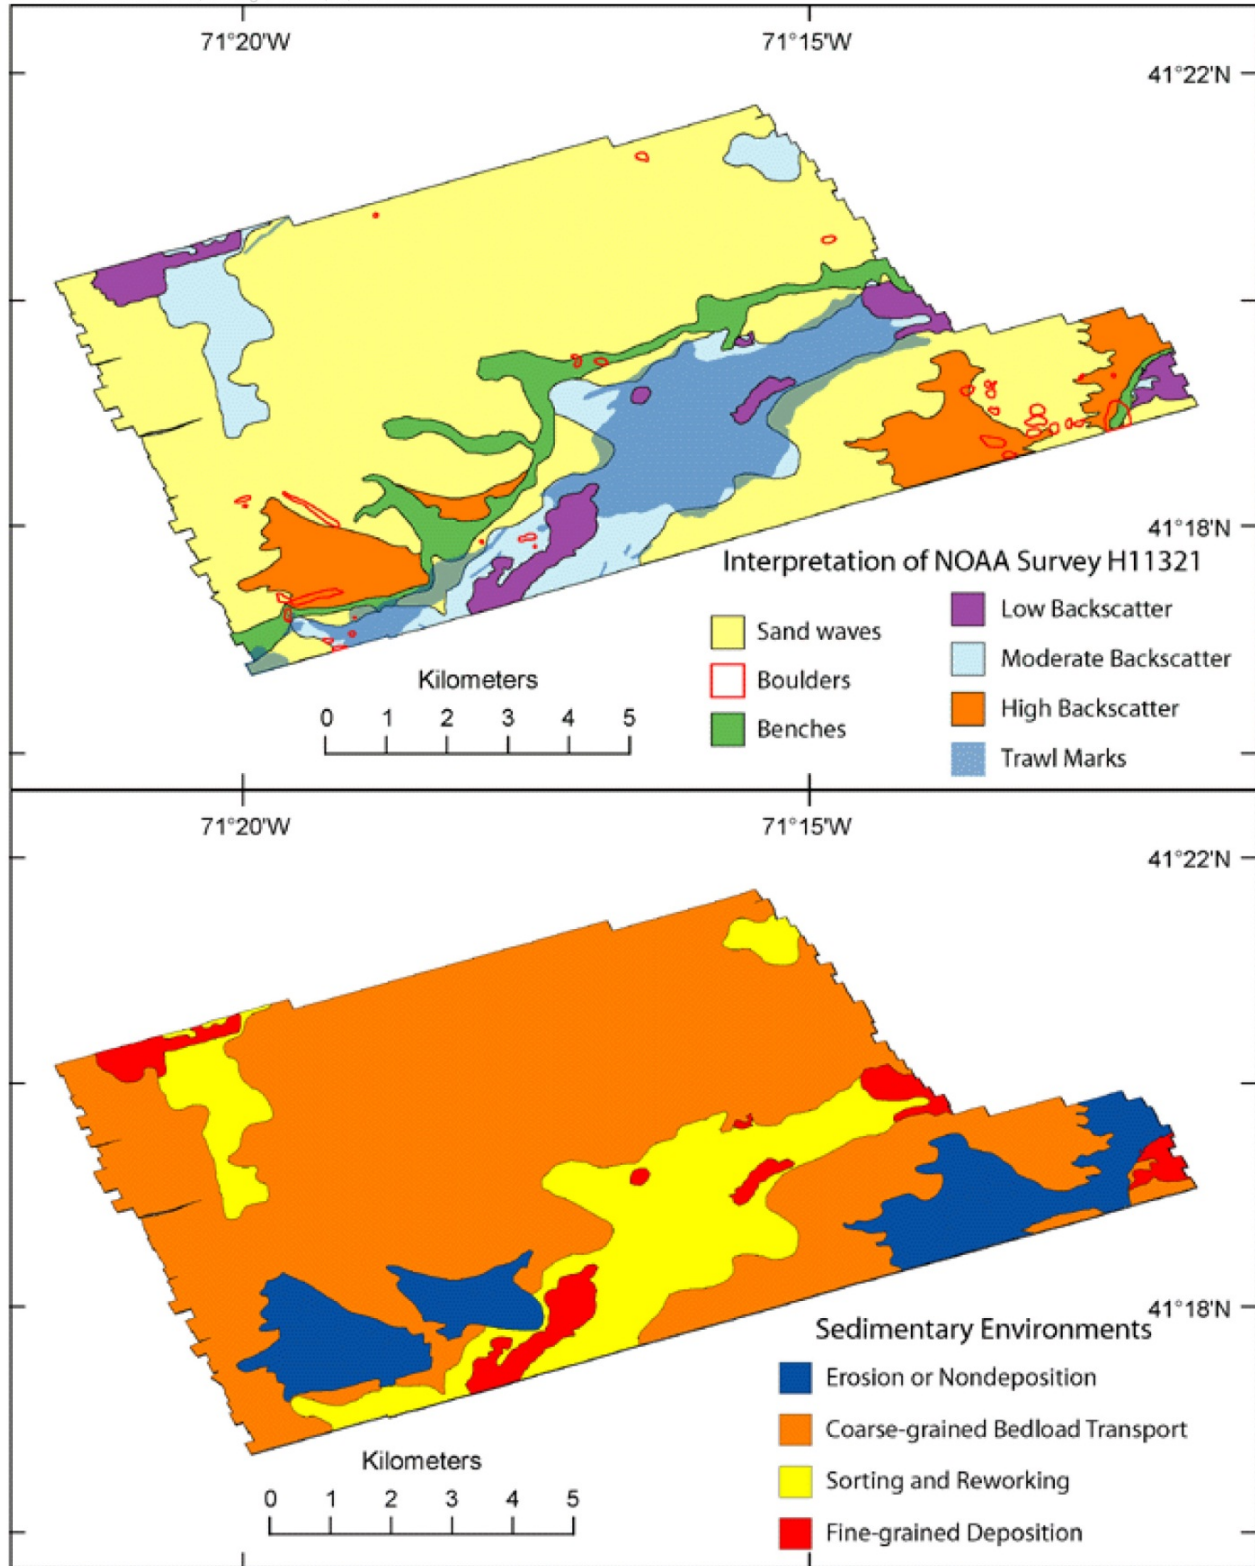 71°20'W 71°15'W
41°22'N
41°18'N
Interpretation of NOAA Survey H11321
Sand waves
Boulders
Benches
Low Backscatter
Moderate Backscatter
High Backscatter
Trawl Marks
Kilometers
0 1 2 3 4 5
71°20'W 71°15'W
41°22'N
41°18'N
Sedimentary Environments
Erosion or Nondeposition
Coarse-grained Bedload Transport
Sorting and Reworking
Fine-grained Deposition
Kilometers
0 1 2 3 4 5